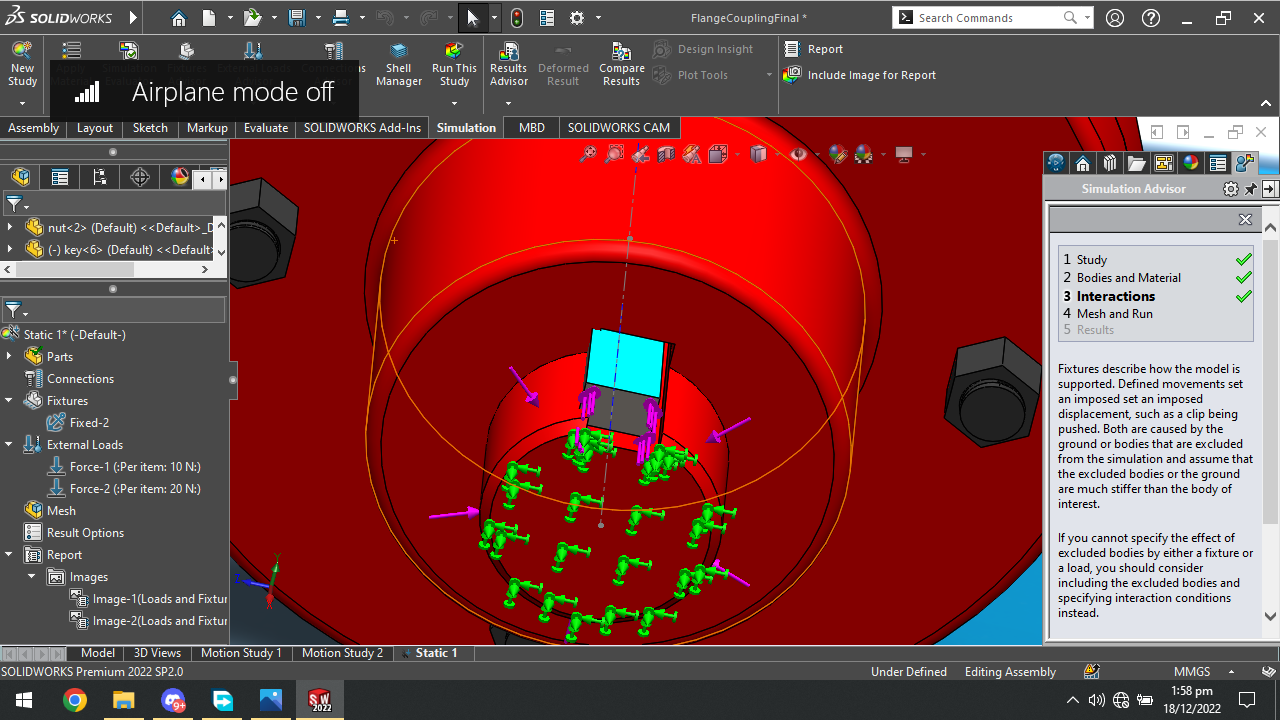 SOLIDWORKS
FlangeCouplingFinal *
Search Commands
New Study
Shell Manager
Run This Study
Results Advisor
Deformed Result
Compare Results
Design Insight
Plot Tools
Report
Include Image for Report
Airplane mode off
Assembly
Layout
Sketch
Markup
Evaluate
SOLIDWORKS Add-Ins
Simulation
MBD
SOLIDWORKS CAM
nut<2> (Default) <<Default>_D
(-) key<6> (Default) <<Default>
Static 1* (-Default-)
Parts
Connections
Fixtures
Fixed-2
External Loads
Force-1 (:Per item: 10 N:)
Force-2 (:Per item: 20 N:)
Mesh
Result Options
Report
Images
Image-1(Loads and Fixtur
Image-2(Loads and Fixtur
Y
Z
X
Simulation Advisor
1 Study
2 Bodies and Material
3 Interactions
4 Mesh and Run
5 Results
Fixtures describe how the model is
supported. Defined movements set
an imposed set an imposed
displacement, such as a clip being
pushed. Both are caused by the
ground or bodies that are excluded
from the simulation and assume that
the excluded bodies or the ground
are much stiffer than the body of
interest.
If you cannot specify the effect of
excluded bodies by either a fixture or
a load, you should consider
including the excluded bodies and
specifying interaction conditions
instead.
Model
3D Views
Motion Study 1
Motion Study 2
Static 1
SOLIDWORKS Premium 2022 SP2.0
Under Defined
Editing Assembly
MMGS
9+
SW
2022
1:58 pm
18/12/2022